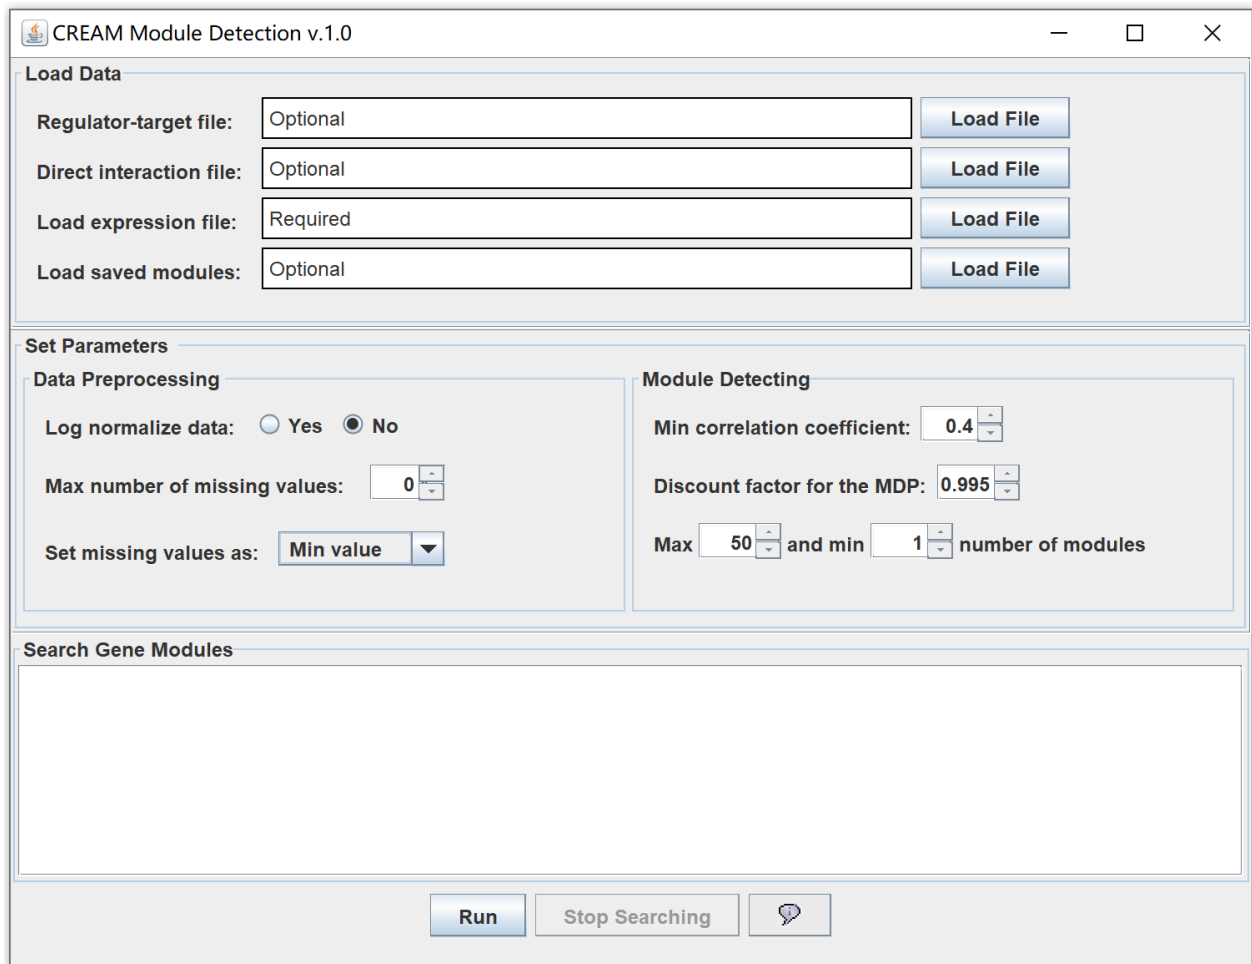 CREAM Module Detection v.1.0
Load Data
Regulator-target file: Optional Load File
Direct interaction file: Optional Load File
Load expression file: Required Load File
Load saved modules: Optional Load File
Set Parameters
Data Preprocessing
Log normalize data: Yes No
Max number of missing values: 0
Set missing values as: Min value
Module Detecting
Min correlation coefficient: 0.4
Discount factor for the MDP: 0.995
Max 50 and min 1 number of modules
Search Gene Modules
Run Stop Searching